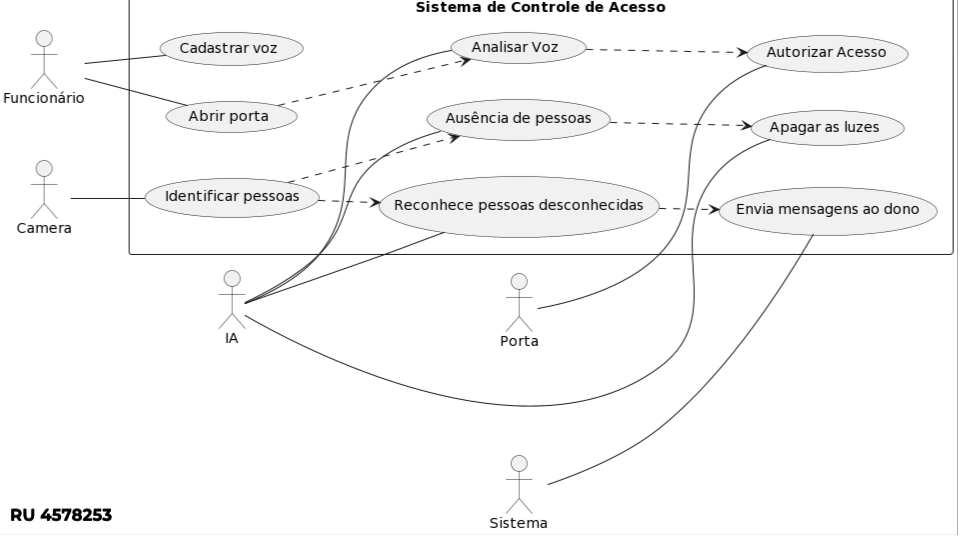 Sistema de Controle de Acesso
Cadastrar voz
Analisar Voz
Autorizar Acesso
Funcionário
Abrir porta
Ausência de pessoas
Apagar as luzes
Identificar pessoas
Reconhece pessoas desconhecidas
Envia mensagens ao dono
Camera
IA
Porta
Sistema
RU 4578253